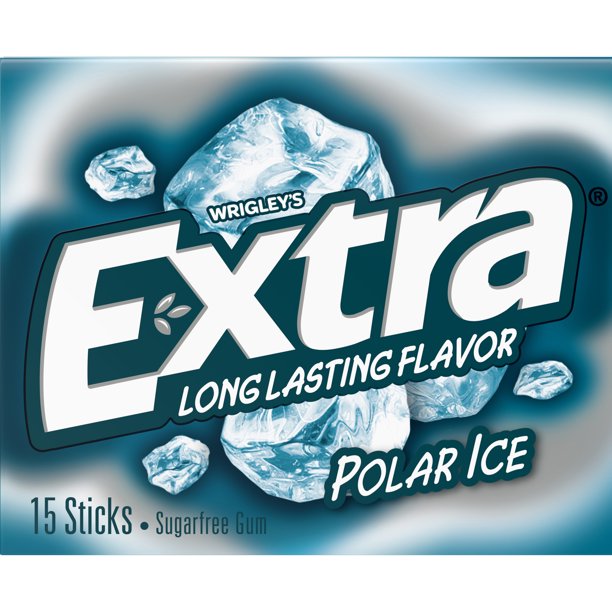 WRIGLEY'S
Extra®
LONG LASTING FLAVOR
POLAR ICE
15 Sticks • Sugarfree Gum